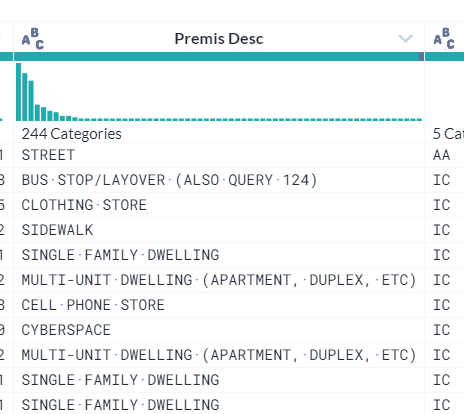 ABC Premis Desc ABC
244 Categories 5 Cat
1 STREET AA
3 BUS·STOP/LAYOVER·(ALSO·QUERY·124) IC
5 CLOTHING·STORE IC
2 SIDEWALK IC
1 SINGLE·FAMILY·DWELLING IC
2 MULTI-UNIT·DWELLING·(APARTMENT,·DUPLEX,·ETC) IC
3 CELL·PHONE·STORE IC
CYBERSPACE IC
2 MULTI-UNIT·DWELLING·(APARTMENT,·DUPLEX,·ETC) IC
1 SINGLE·FAMILY·DWELLING IC
1 SINGLE·FAMILY·DWELLING IC